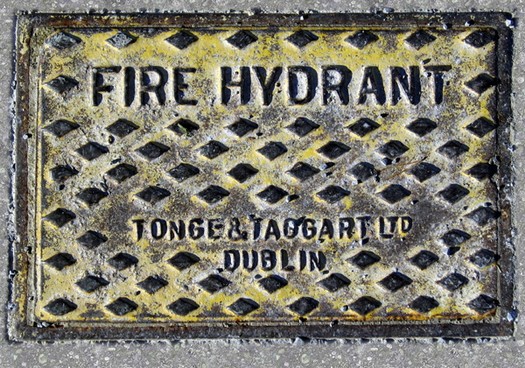 FIRE HYDRANT
TONGE & TAGGART LTD
DUBLIN